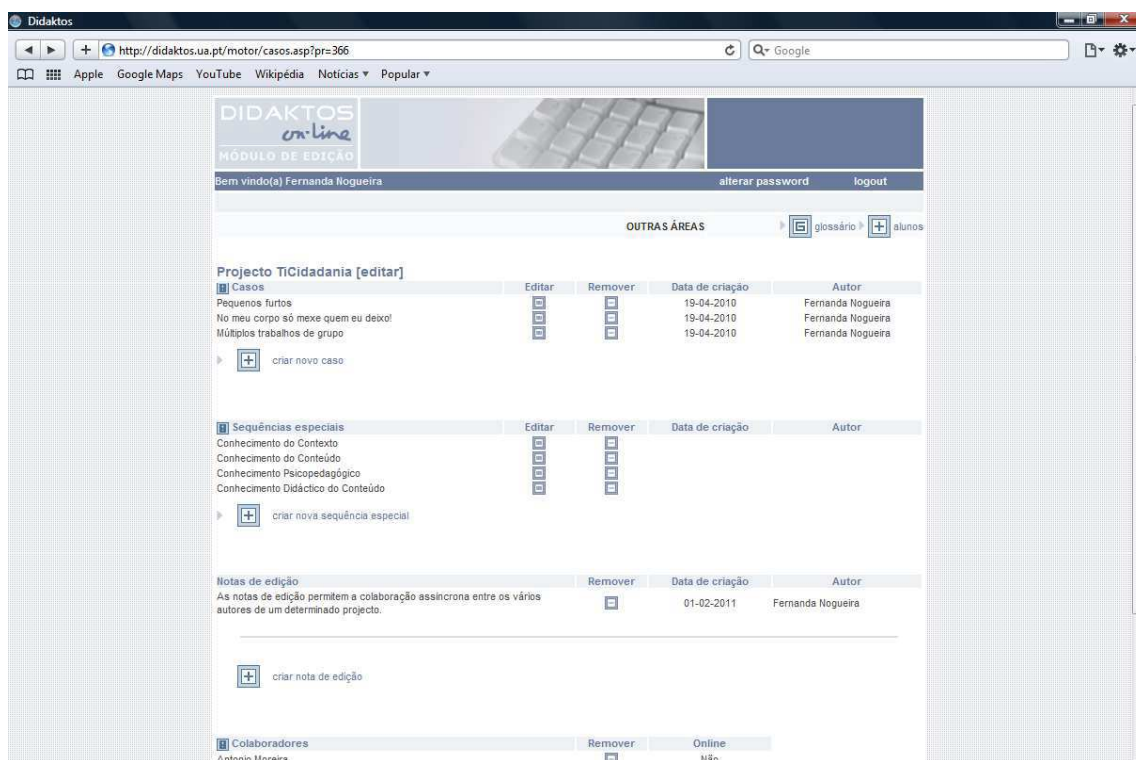 Didaktos
http://didaktos.ua.pt/motor/casos.asp?pr=366
Google
Apple Google Maps YouTube Wikipédia Notícias Popular
DIDAKTOS
on-line
MÓDULO DE EDIÇÃO
Bem vindo(a) Fernanda Nogueira alterar password logout
OUTRAS ÁREAS G glossário alunos
Projecto TiCidadania [editar]
Casos Editar Remover Data de criação Autor
Pequenos furtos 19-04-2010 Fernanda Nogueira
No meu corpo só mexe quem eu deixo! 19-04-2010 Fernanda Nogueira
Múltiplos trabalhos de grupo 19-04-2010 Fernanda Nogueira
criar novo caso
Sequências especiais Editar Remover Data de criação Autor
Conhecimento do Contexto
Conhecimento do Conteúdo
Conhecimento Psicopedagógico
Conhecimento Didáctico do Conteúdo
criar nova sequência especial
Notas de edição Remover Data de criação Autor
As notas de edição permitem a colaboração assíncrona entre os vários
autores de um determinado projecto. 01-02-2011 Fernanda Nogueira
criar nota de edição
Colaboradores Remover Online
Antonio Moreira Não